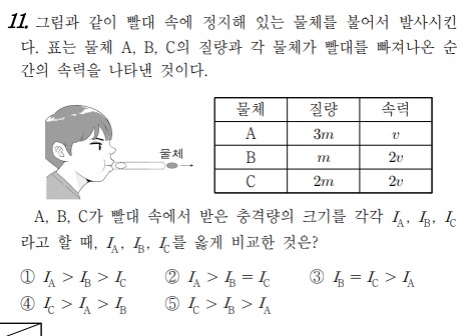 11. 그림과 같이 빨대 속에 정지해 있는 물체를 불어서 발사시킨
다. 표는 물체 A, B, C의 질량과 각 물체가 빨대를 빠져나온 순
간의 속력을 나타낸 것이다.
물체
물체 질량 속력
A 3m v
B m 2v
C 2m 2v
A, B, C가 빨대 속에서 받은 충격량의 크기를 각각 I_A, I_B, I_C
라고 할 때, I_A, I_B, I_C를 옳게 비교한 것은?
① I_A > I_B > I_C ② I_A > I_B = I_C ③ I_B = I_C > I_A
④ I_C > I_A > I_B ⑤ I_C > I_B > I_A